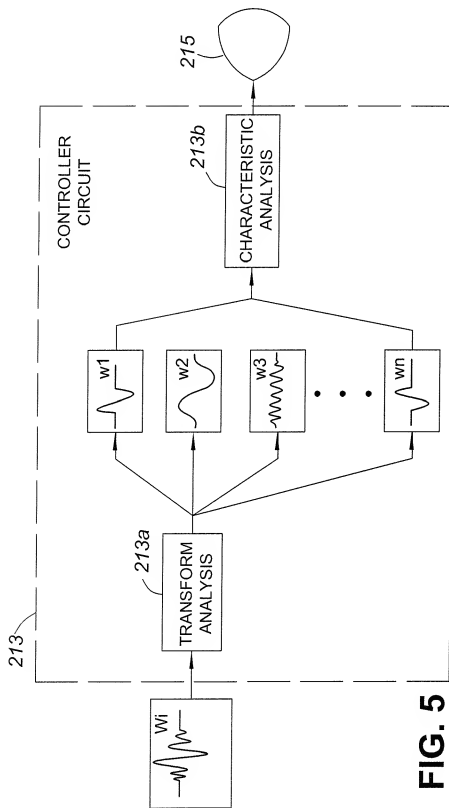 213
CONTROLLER
CIRCUIT
215
Wi
213a
TRANSFORM
ANALYSIS
w1
w2
w3
wn
213b
CHARACTERISTIC
ANALYSIS
FIG. 5